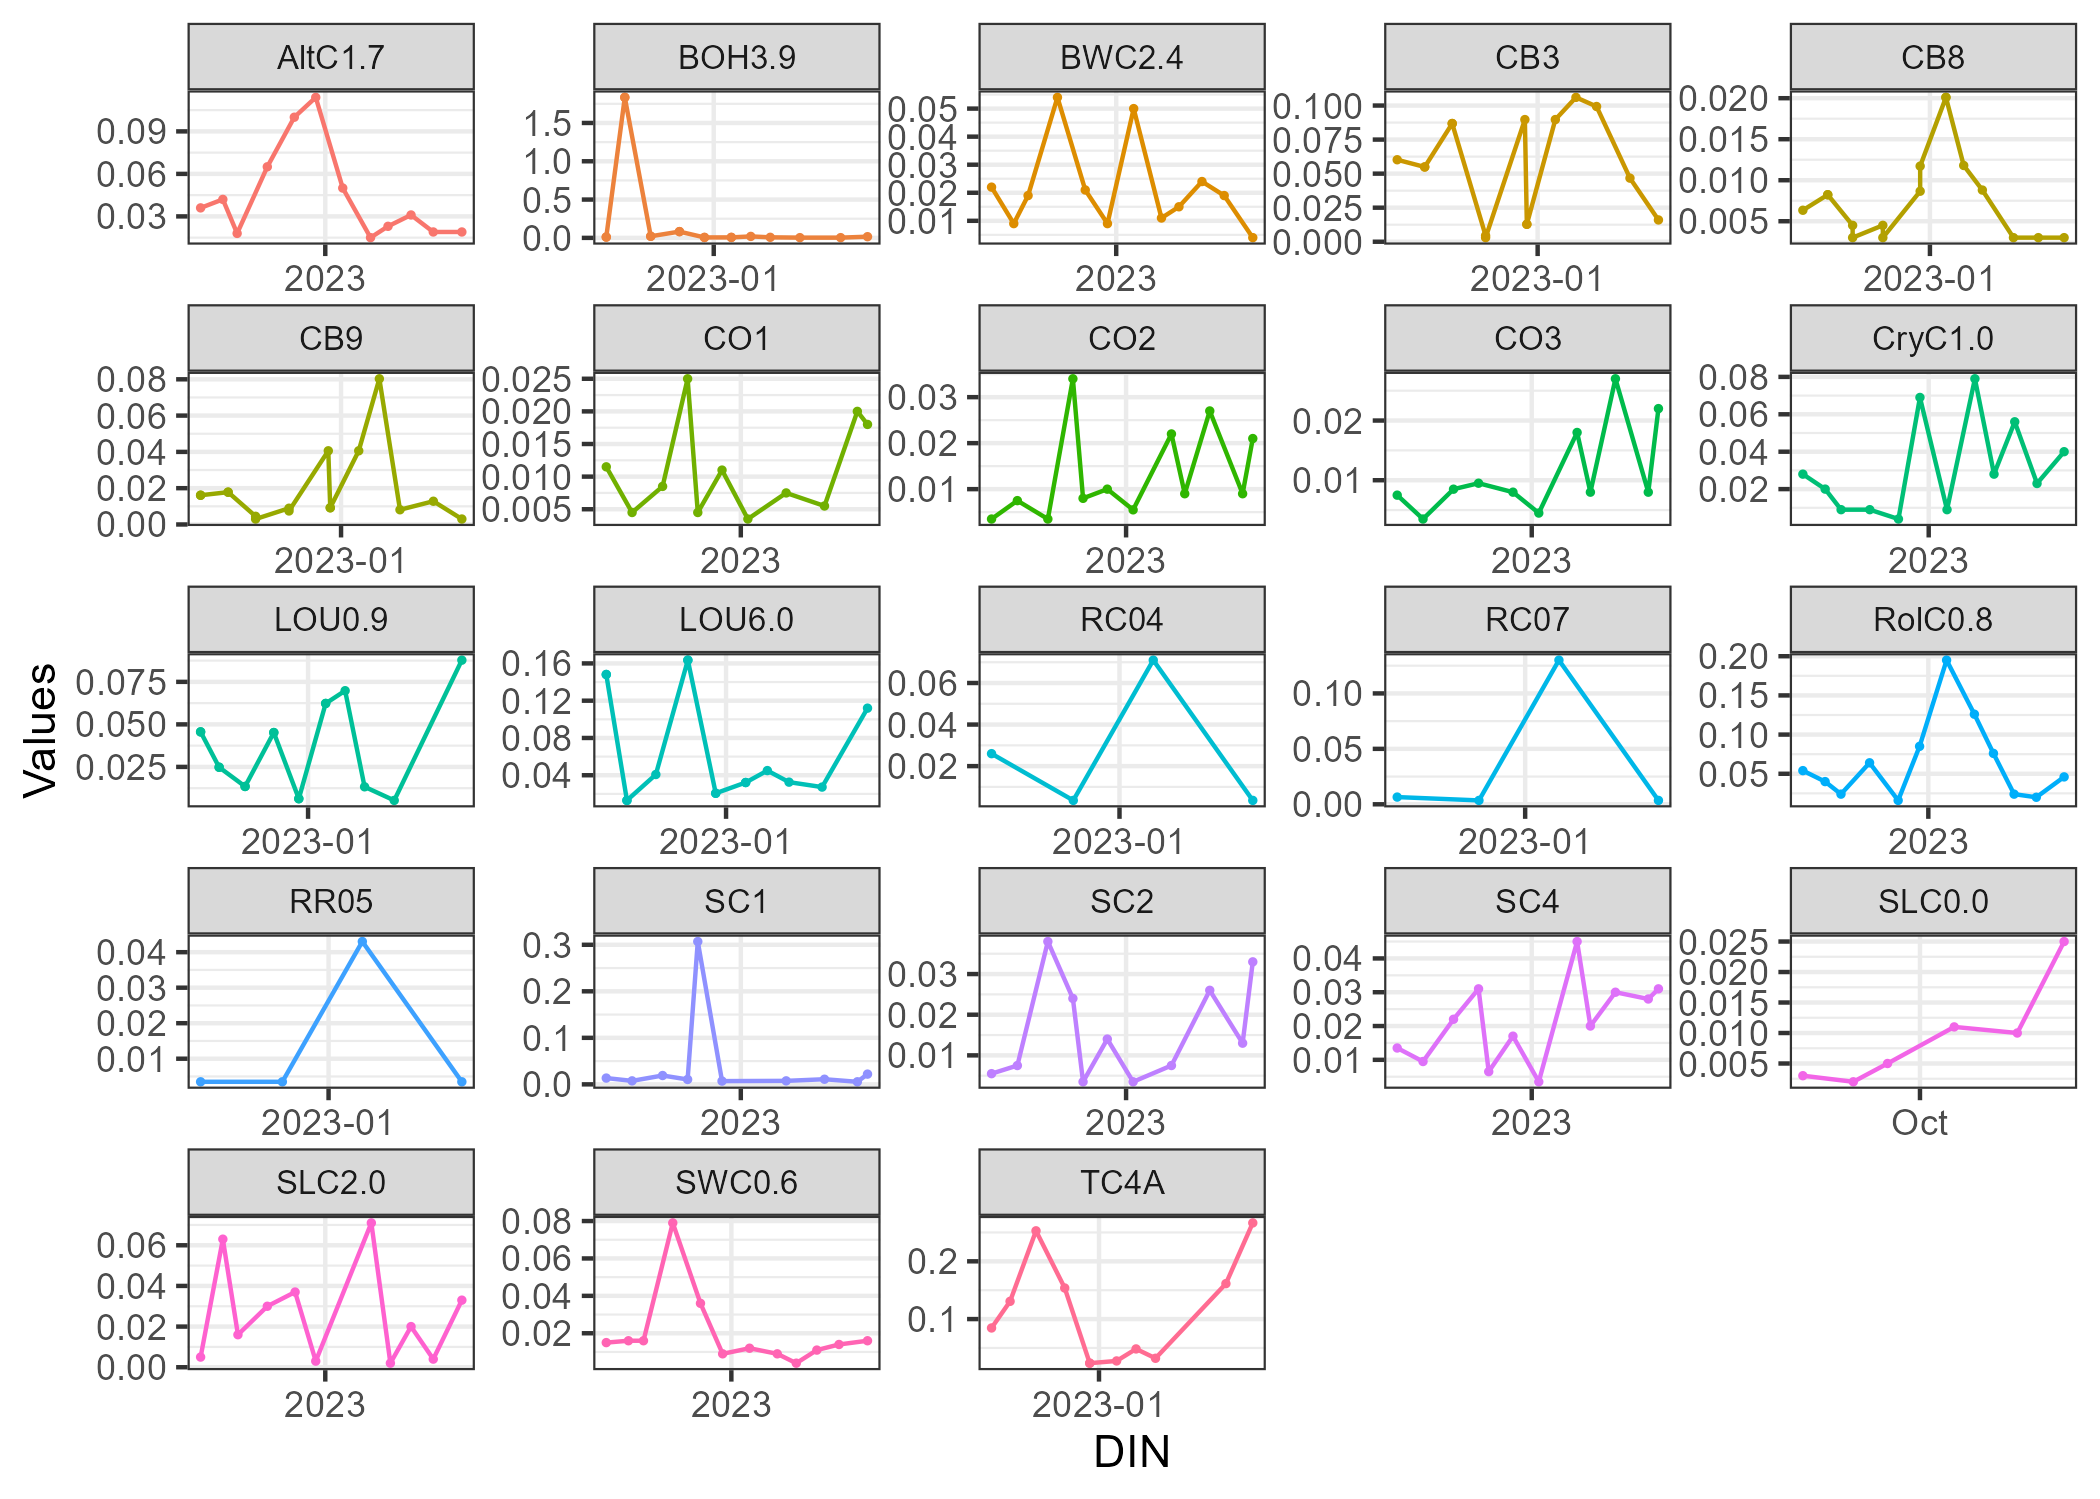 AltC1.7 BOH3.9 BWC2.4 CB3 CB8
0.09 0.06 0.03
1.5 1.0 0.5 0.0
0.05 0.04 0.03 0.02 0.01
0.100 0.075 0.050 0.025 0.000
0.020 0.015 0.010 0.005
2023 2023-01 2023 2023-01 2023-01
CB9 CO1 CO2 CO3 CryC1.0
0.08 0.06 0.04 0.02 0.00
0.025 0.020 0.015 0.010 0.005
0.03 0.02 0.01
0.02 0.01
0.08 0.06 0.04 0.02
2023-01 2023 2023 2023 2023
LOU0.9 LOU6.0 RC04 RC07 RolC0.8
0.075 0.050 0.025
0.16 0.12 0.08 0.04
0.06 0.04 0.02
0.10 0.05 0.00
0.20 0.15 0.10 0.05
2023-01 2023-01 2023-01 2023-01 2023
Values
RR05 SC1 SC2 SC4 SLC0.0
0.04 0.03 0.02 0.01
0.3 0.2 0.1 0.0
0.03 0.02 0.01
0.04 0.03 0.02 0.01
0.025 0.020 0.015 0.010 0.005
2023-01 2023 2023 2023 Oct
SLC2.0 SWC0.6 TC4A
0.06 0.04 0.02 0.00
0.08 0.06 0.04 0.02
0.2 0.1
2023 2023 2023-01
DIN